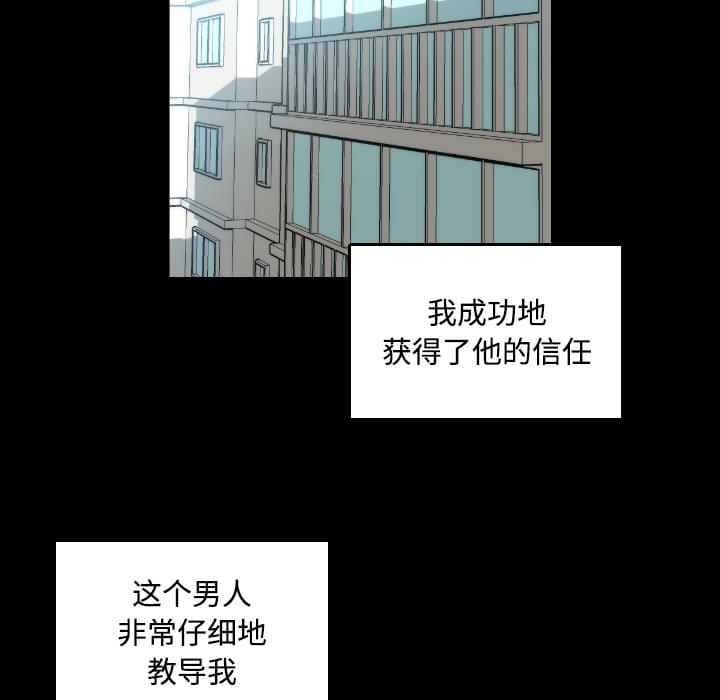 我成功地
获得了他的信任
这个男人
非常仔细地
教导我